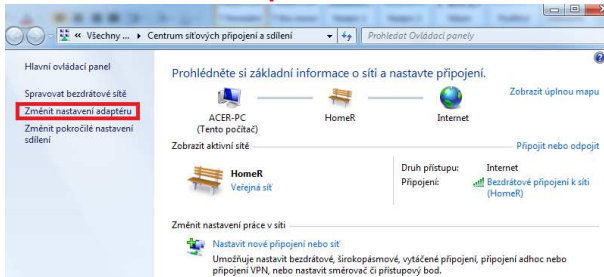 « Všechny ... ▸ Centrum síťových připojení a sdílení
Prohledat Ovládací panely
Hlavní ovládací panel
Spravovat bezdrátové sítě
Změnit nastavení adaptéru
Změnit pokročilé nastavení
sdílení
Prohlédněte si základní informace o síti a nastavte připojení.
Zobrazit úplnou mapu
ACER-PC
(Tento počítač)
HomeR
Internet
Zobrazit aktivní sítě
Připojit nebo odpojit
HomeR
Veřejná síť
Druh přístupu: Internet
Připojení: Bezdrátové připojení k síti
(HomeR)
Změnit nastavení práce v síti
Nastavit nové připojení nebo síť
Umožňuje nastavit bezdrátové, širokopásmové, vytáčené připojení, připojení adhoc nebo
připojení VPN, nebo nastavit směrovač či přístupový bod.